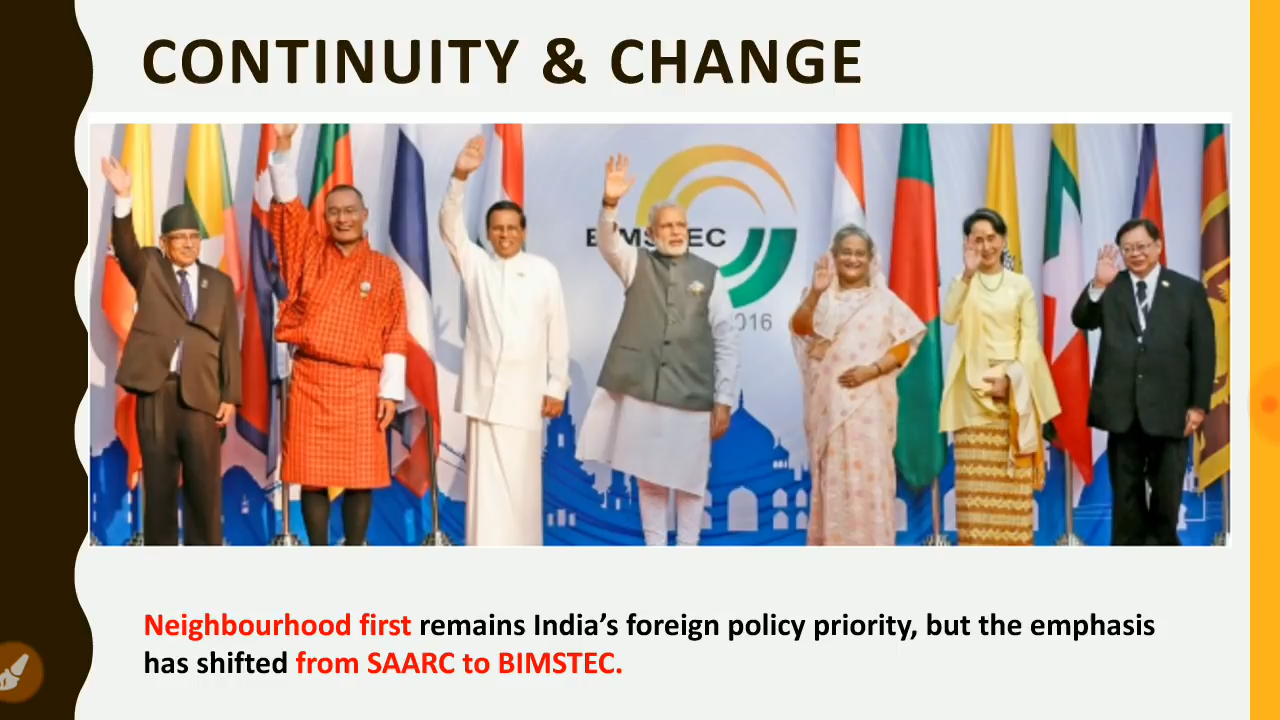 CONTINUITY & CHANGE
BIMSTEC
2016
Neighbourhood first remains India's foreign policy priority, but the emphasis
has shifted from SAARC to BIMSTEC.